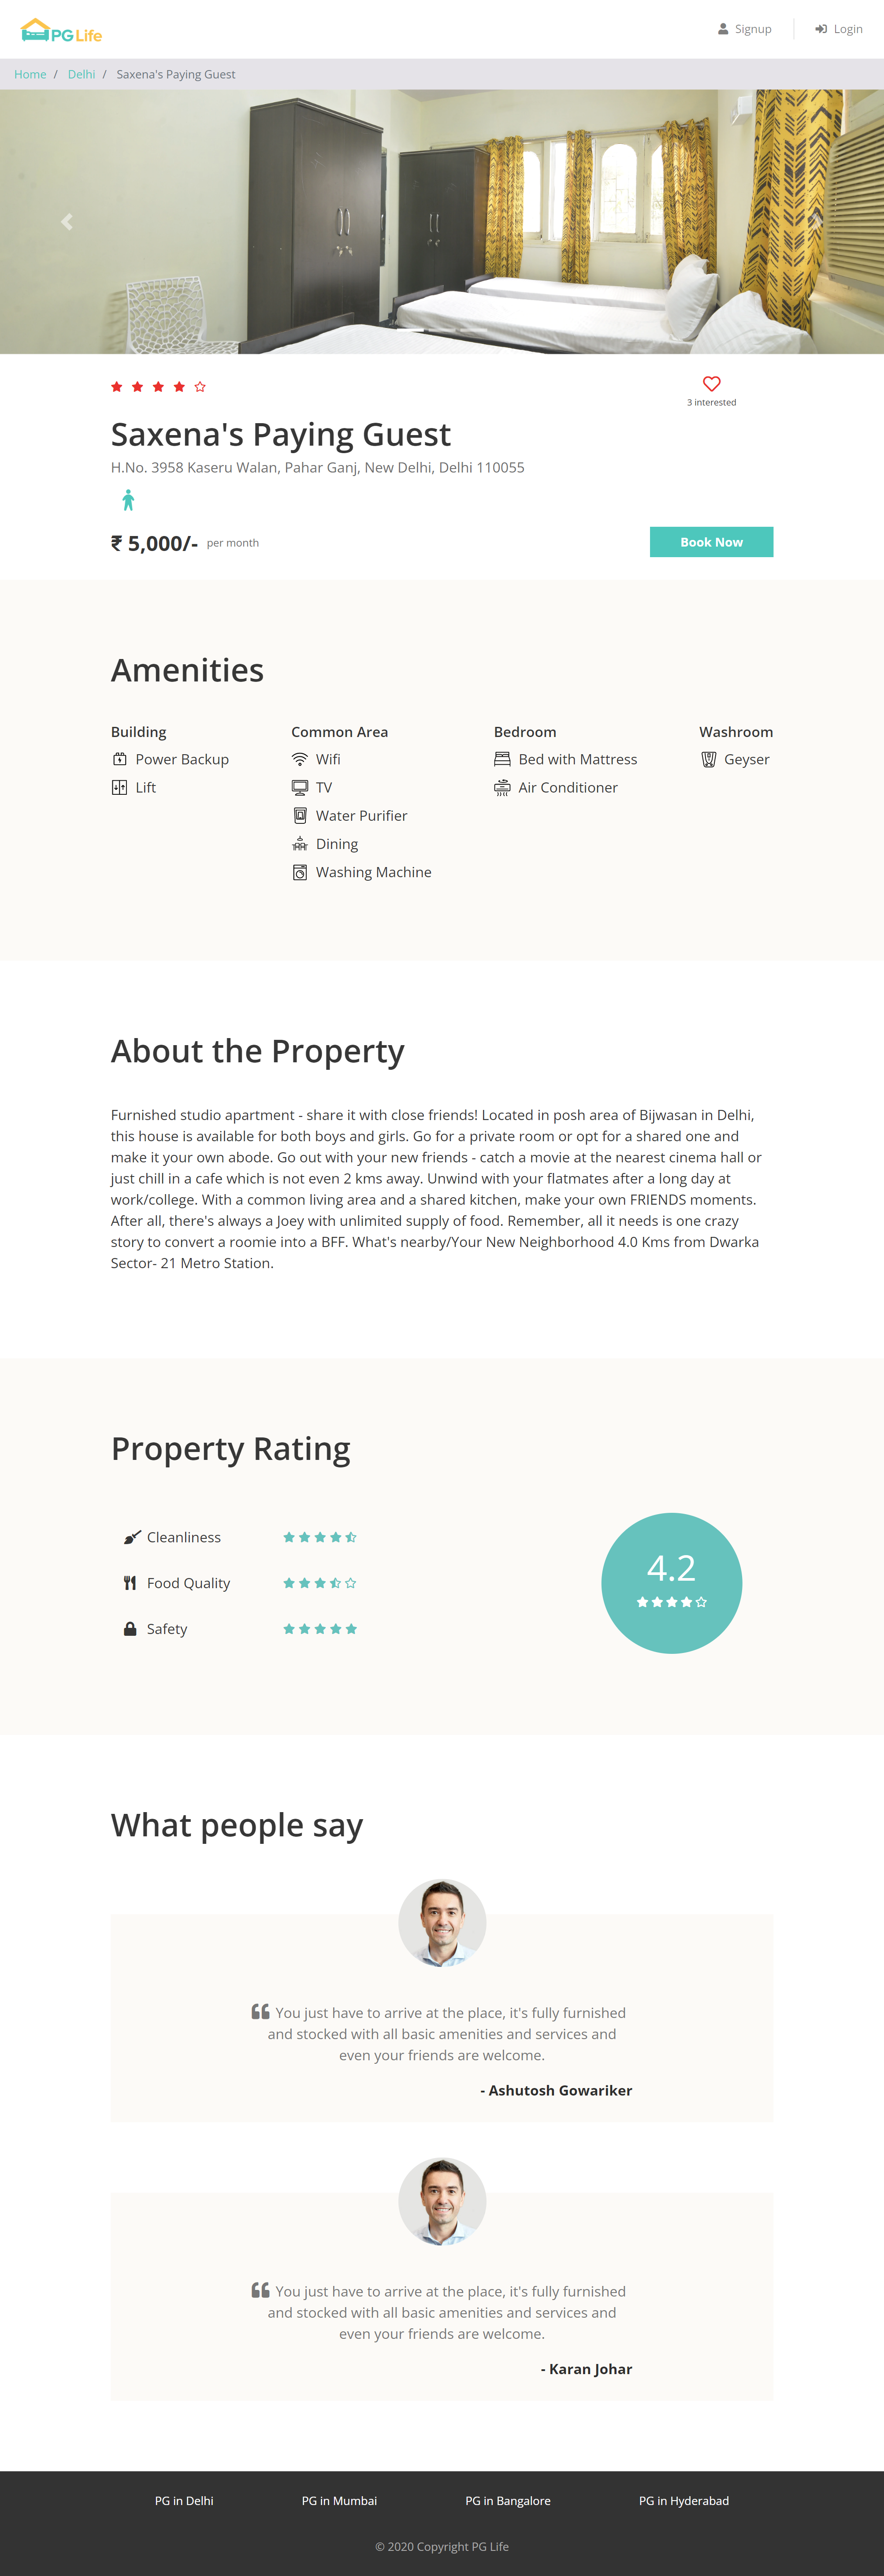 PG Life
Signup
Login
Home / Delhi / Saxena's Paying Guest
3 interested
Saxena's Paying Guest
H.No. 3958 Kaseru Walan, Pahar Ganj, New Delhi, Delhi 110055
₹ 5,000/- per month
Book Now
Amenities
Building
Power Backup
Lift
Common Area
Wifi
TV
Water Purifier
Dining
Washing Machine
Bedroom
Bed with Mattress
Air Conditioner
Washroom
Geyser
About the Property
Furnished studio apartment - share it with close friends! Located in posh area of Bijwasan in Delhi,
this house is available for both boys and girls. Go for a private room or opt for a shared one and
make it your own abode. Go out with your new friends - catch a movie at the nearest cinema hall or
just chill in a cafe which is not even 2 kms away. Unwind with your flatmates after a long day at
work/college. With a common living area and a shared kitchen, make your own FRIENDS moments.
After all, there's always a Joey with unlimited supply of food. Remember, all it needs is one crazy
story to convert a roomie into a BFF. What's nearby/Your New Neighborhood 4.0 Kms from Dwarka
Sector- 21 Metro Station.
Property Rating
Cleanliness
Food Quality
Safety
4.2
What people say
“ You just have to arrive at the place, it's fully furnished
and stocked with all basic amenities and services and
even your friends are welcome.
- Ashutosh Gowariker
“ You just have to arrive at the place, it's fully furnished
and stocked with all basic amenities and services and
even your friends are welcome.
- Karan Johar
PG in Delhi
PG in Mumbai
PG in Bangalore
PG in Hyderabad
© 2020 Copyright PG Life